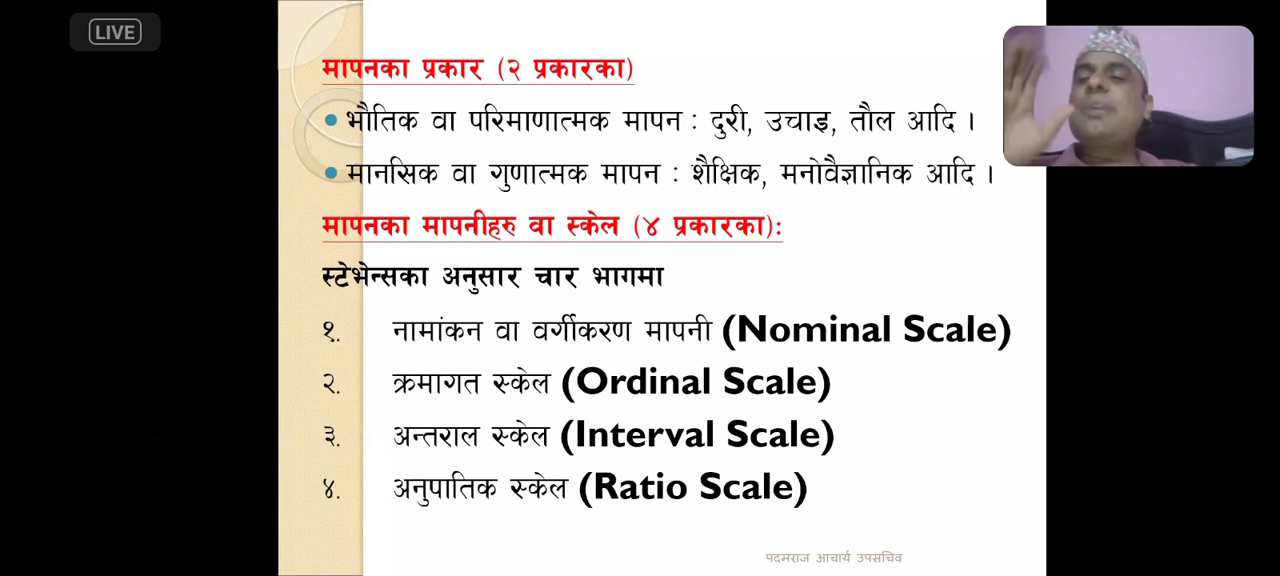 LIVE
मापनका प्रकार (२ प्रकारका)
• भौतिक वा परिमाणात्मक मापन : दुरी, उचाइ, तौल आदि ।
• मानसिक वा गुणात्मक मापन : शैक्षिक, मनोवैज्ञानिक आदि ।
मापनका मापनीहरु वा स्केल (४ प्रकारका):
स्टेभेन्सका अनुसार चार भागमा
१. नामांकन वा वर्गीकरण मापनी (Nominal Scale)
२. क्रमागत स्केल (Ordinal Scale)
३. अन्तराल स्केल (Interval Scale)
४. अनुपातिक स्केल (Ratio Scale)
पदमराज आचार्य उपसचिव